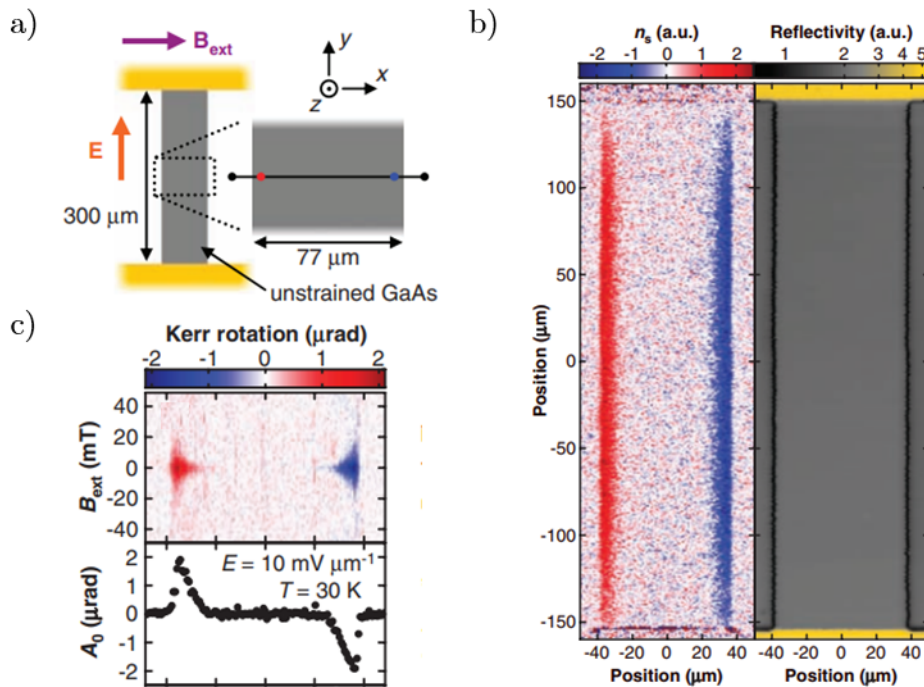 a)
B_ext
y
x
z
E
300 μm
77 μm
unstrained GaAs
b)
n_s (a.u.) Reflectivity (a.u.)
-2 -1 0 1 2 1 2 3 4 5
150
100
50
0
-50
-100
-150
Position (μm)
-40 -20 0 20 40 -40 -20 0 20 40
Position (μm) Position (μm)
c)
Kerr rotation (μrad)
-2 -1 0 1 2
40
20
0
-20
-40
B_ext (mT)
2
1
0
-1
-2
A_0 (μrad)
E = 10 mV μm⁻¹
T = 30 K